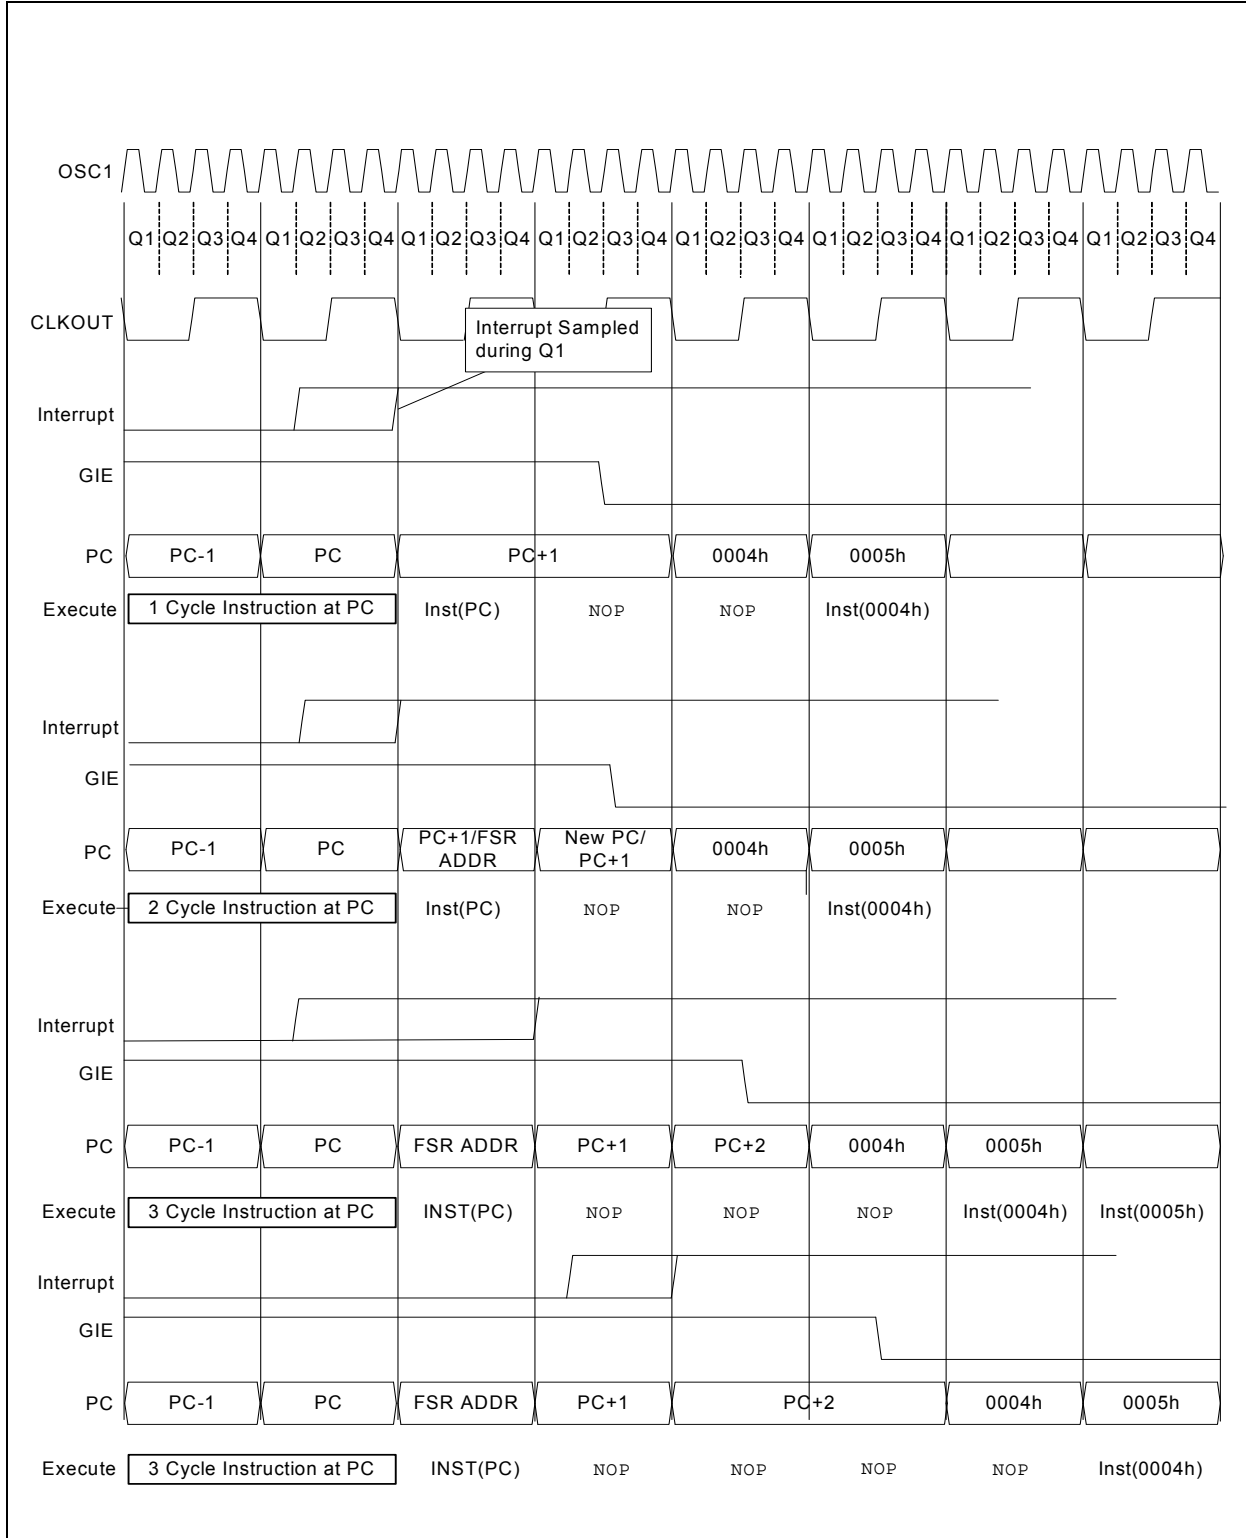 OSC1
Q1 Q2 Q3 Q4 Q1 Q2 Q3 Q4 Q1 Q2 Q3 Q4 Q1 Q2 Q3 Q4 Q1 Q2 Q3 Q4 Q1 Q2 Q3 Q4 Q1 Q2 Q3 Q4 Q1 Q2 Q3 Q4
CLKOUT
Interrupt Sampled
during Q1
Interrupt
GIE
PC PC-1 PC PC+1 0004h 0005h
Execute 1 Cycle Instruction at PC Inst(PC) NOP NOP Inst(0004h)
Interrupt
GIE
PC PC-1 PC PC+1/FSR ADDR New PC/ PC+1 0004h 0005h
Execute 2 Cycle Instruction at PC Inst(PC) NOP NOP Inst(0004h)
Interrupt
GIE
PC PC-1 PC FSR ADDR PC+1 PC+2 0004h 0005h
Execute 3 Cycle Instruction at PC INST(PC) NOP NOP NOP Inst(0004h) Inst(0005h)
Interrupt
GIE
PC PC-1 PC FSR ADDR PC+1 PC+2 0004h 0005h
Execute 3 Cycle Instruction at PC INST(PC) NOP NOP NOP NOP Inst(0004h)